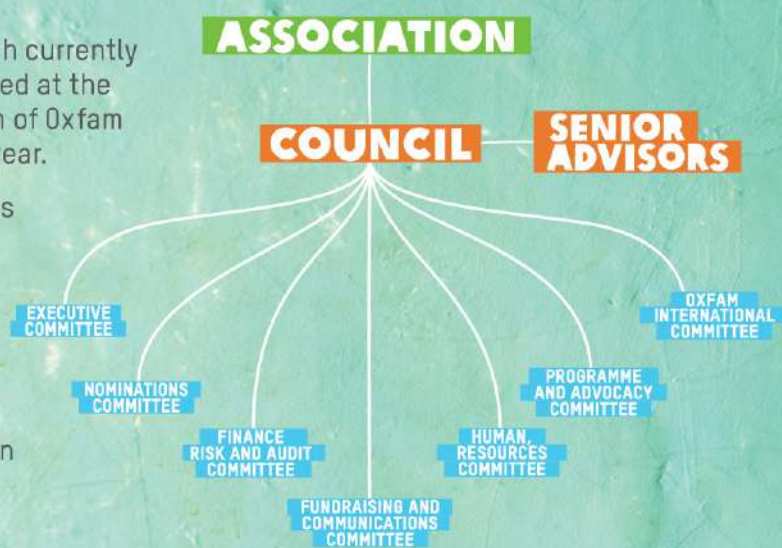 h currently
ed at the
n of Oxfam
year.
s
n
ASSOCIATION
COUNCIL
SENIOR
ADVISORS
EXECUTIVE
COMMITTEE
NOMINATIONS
COMMITTEE
FINANCE
RISK AND AUDIT
COMMITTEE
FUNDRAISING AND
COMMUNICATIONS
COMMITTEE
HUMAN,
RESOURCES
COMMITTEE
PROGRAMME
AND ADVOCACY
COMMITTEE
OXFAM
INTERNATIONAL
COMMITTEE